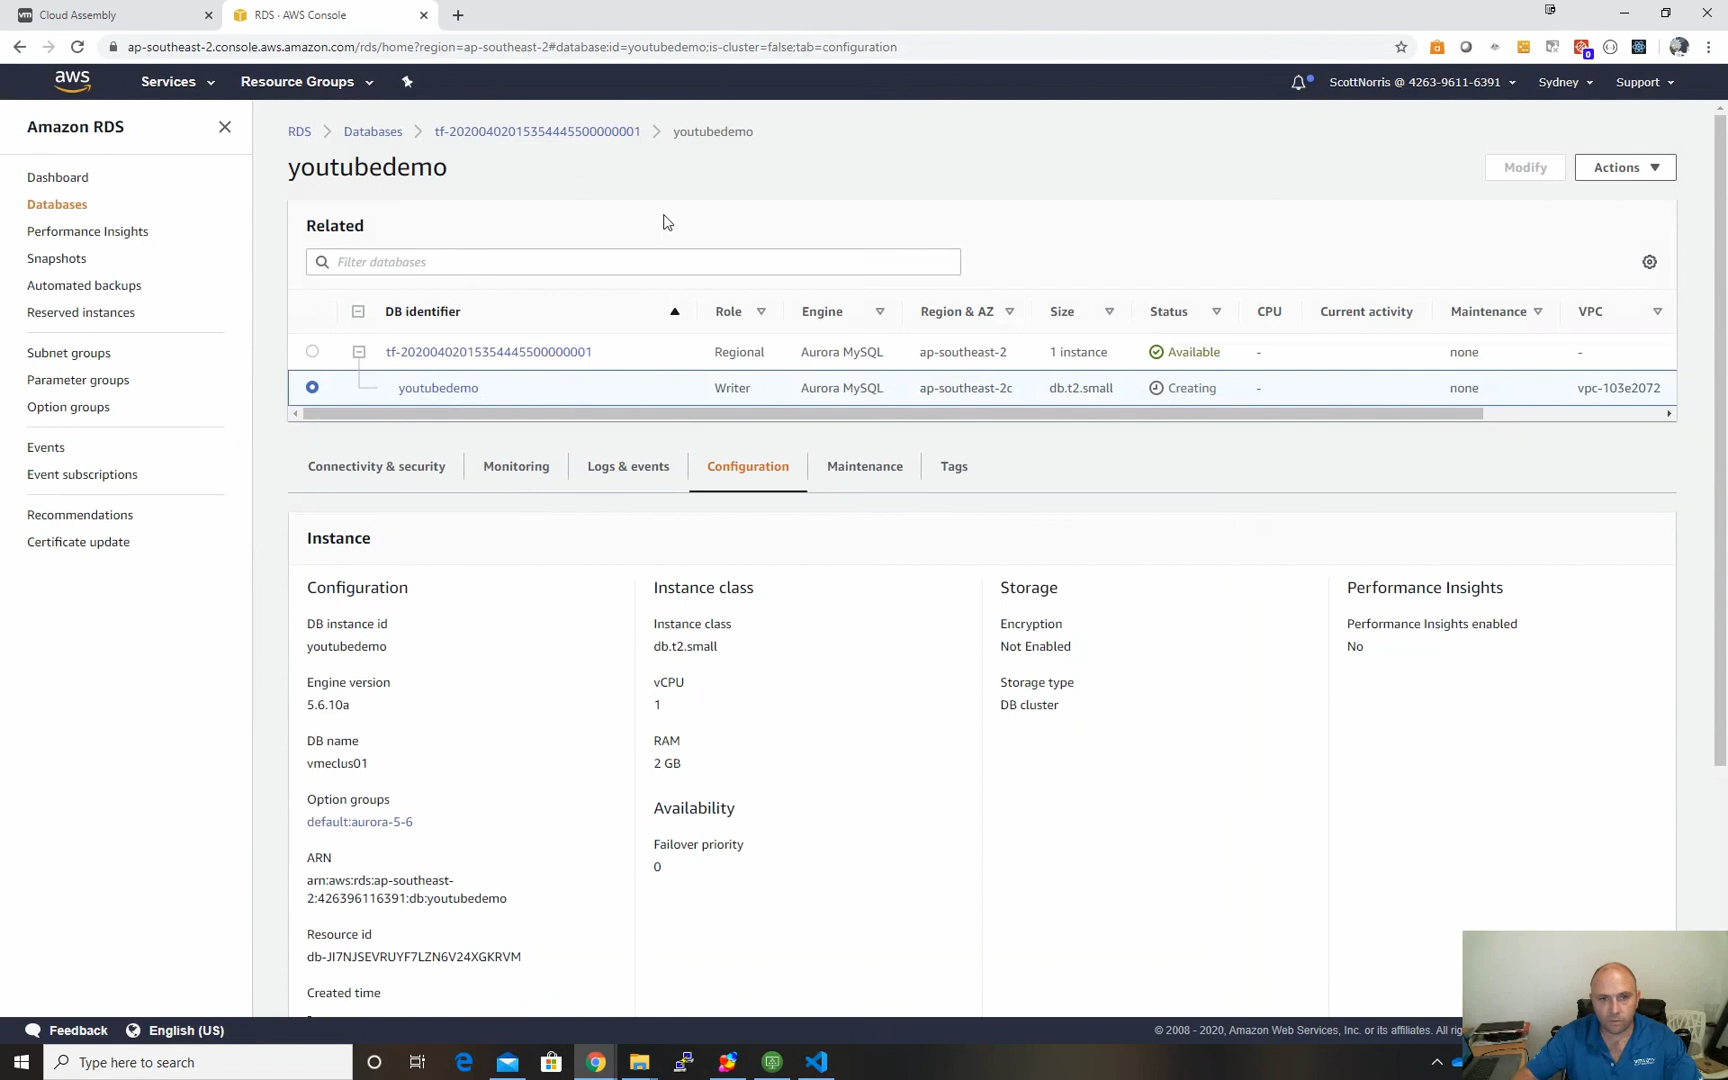 Cloud Assembly
RDS · AWS Console
ap-southeast-2.console.aws.amazon.com/rds/home?region=ap-southeast-2#database:id=youtubedemo;is-cluster=false;tab=configuration
aws
Services
Resource Groups
ScottNorris @ 4263-9611-6391
Sydney
Support
Amazon RDS
Dashboard
Databases
Performance Insights
Snapshots
Automated backups
Reserved instances
Subnet groups
Parameter groups
Option groups
Events
Event subscriptions
Recommendations
Certificate update
RDS > Databases > tf-20200402015354445500000001 > youtubedemo
youtubedemo
Modify
Actions
Related
Filter databases
DB identifier Role Engine Region & AZ Size Status CPU Current activity Maintenance VPC
tf-20200402015354445500000001 Regional Aurora MySQL ap-southeast-2 1 instance Available - none -
youtubedemo Writer Aurora MySQL ap-southeast-2c db.t2.small Creating - none vpc-103e2072
Connectivity & security Monitoring Logs & events Configuration Maintenance Tags
Instance
Configuration
DB instance id
youtubedemo
Engine version
5.6.10a
DB name
vmeclus01
Option groups
default:aurora-5-6
ARN
arn:aws:rds:ap-southeast-
2:426396116391:db:youtubedemo
Resource id
db-JI7NJSEVRUYF7LZN6V24XGKRVM
Created time
Instance class
Instance class
db.t2.small
vCPU
1
RAM
2 GB
Availability
Failover priority
0
Storage
Encryption
Not Enabled
Storage type
DB cluster
Performance Insights
Performance Insights enabled
No
Feedback
English (US)
© 2008 - 2020, Amazon Web Services, Inc. or its affiliates. All rig
Type here to search